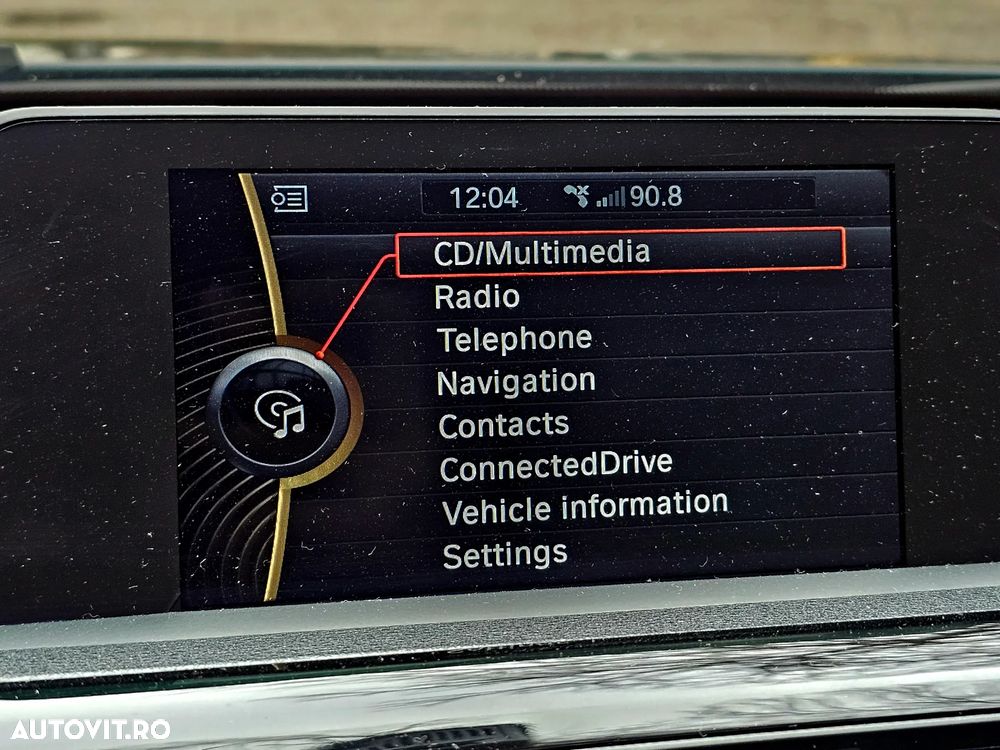 12:04 90.8
CD/Multimedia
Radio
Telephone
Navigation
Contacts
ConnectedDrive
Vehicle information
Settings
AUTOVIT.RO